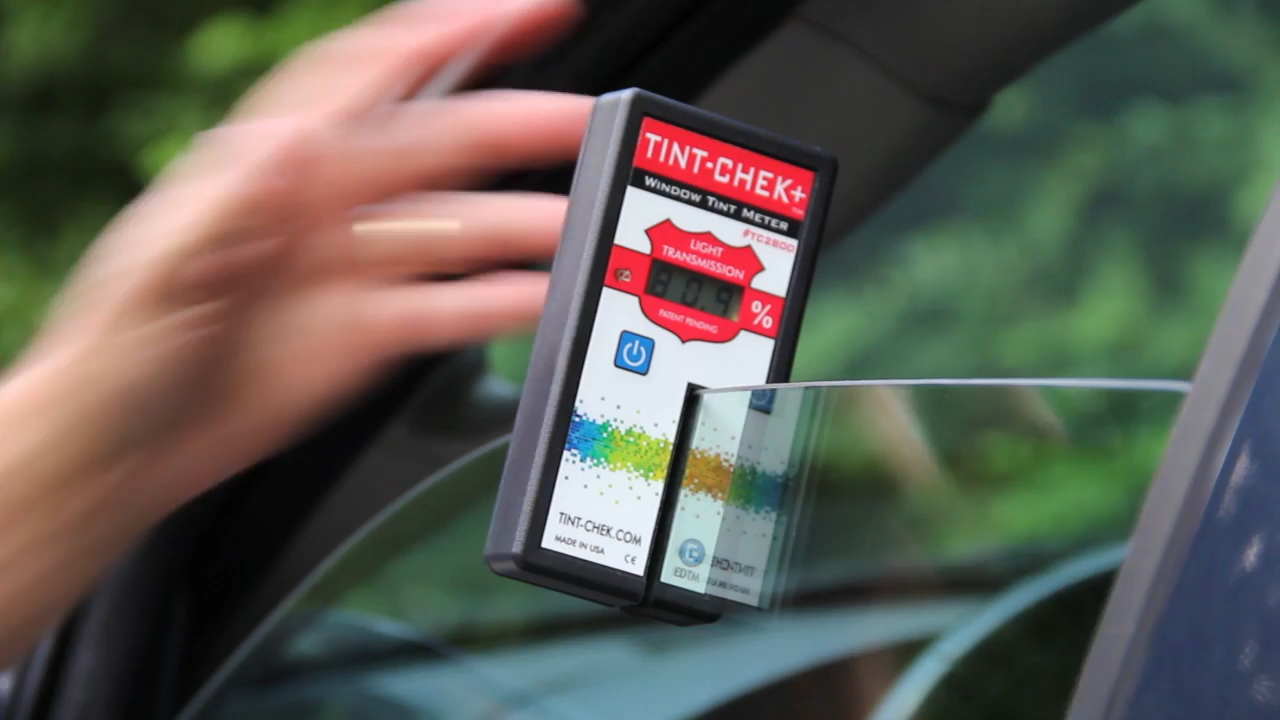 TINT-CHEK+
WINDOW TINT METER
#TC2800
LIGHT
TRANSMISSION
80.9
%
PATENT PENDING
TINT-CHEK.COM
MADE IN USA
CE
EDTM